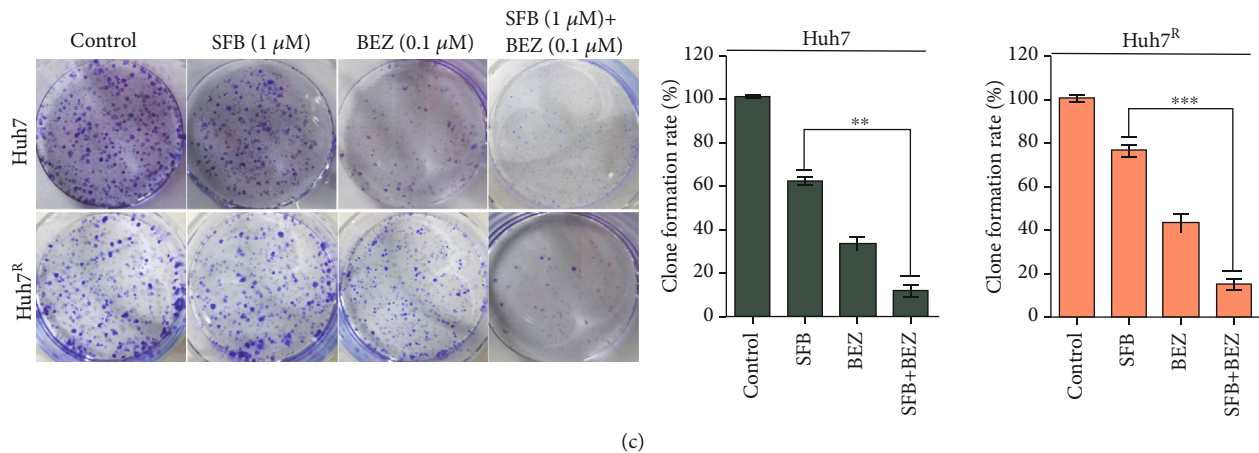 Control
SFB (1 µM)
BEZ (0.1 µM)
SFB (1 µM)+
BEZ (0.1 µM)
Huh7
Huh7ᴿ
Huh7
Clone formation rate (%)
120
100
80
60
40
20
0
**
Control
SFB
BEZ
SFB+BEZ
Huh7ᴿ
Clone formation rate (%)
120
100
80
60
40
20
0
***
Control
SFB
BEZ
SFB+BEZ
(c)